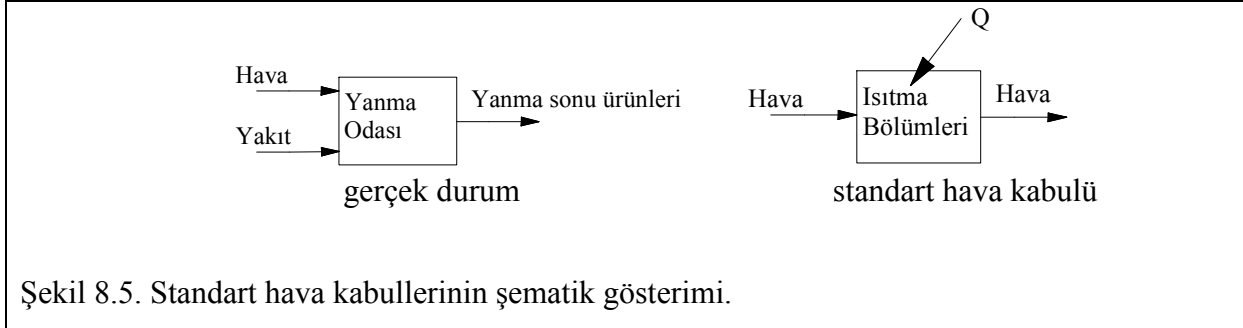 Hava
Yakıt
Yanma
Odası
Yanma sonu ürünleri
gerçek durum
Q
Hava
Isıtma
Bölümleri
Hava
standart hava kabulü
Şekil 8.5. Standart hava kabullerinin şematik gösterimi.